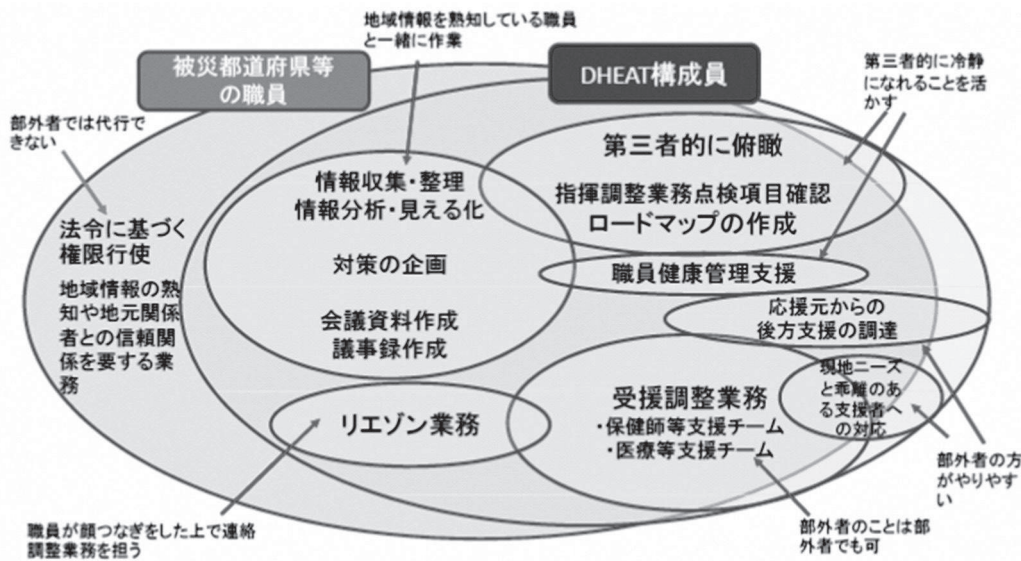 地域情報を熟知している職員
と一緒に作業
被災都道府県等
の職員
DHEAT構成員
第三者的に冷静
になれることを活
かす
部外者では代行で
きない
第三者的に俯瞰
情報収集・整理
情報分析・見える化
指揮調整業務点検項目確認
ロードマップの作成
法令に基づく
権限行使
対策の企画
職員健康管理支援
地域情報の熟
知や地元関係
者との信頼関
係を要する業
務
会議資料作成
議事録作成
応援元からの
後方支援の調達
現地ニーズ
と乖離のあ
る支援者へ
の対応
リエゾン業務
受援調整業務
・保健師等支援チーム
・医療等支援チーム
部外者の方
がやりやす
い
職員が顔つなぎをした上で連絡
調整業務を担う
部外者のことは部
外者でも可